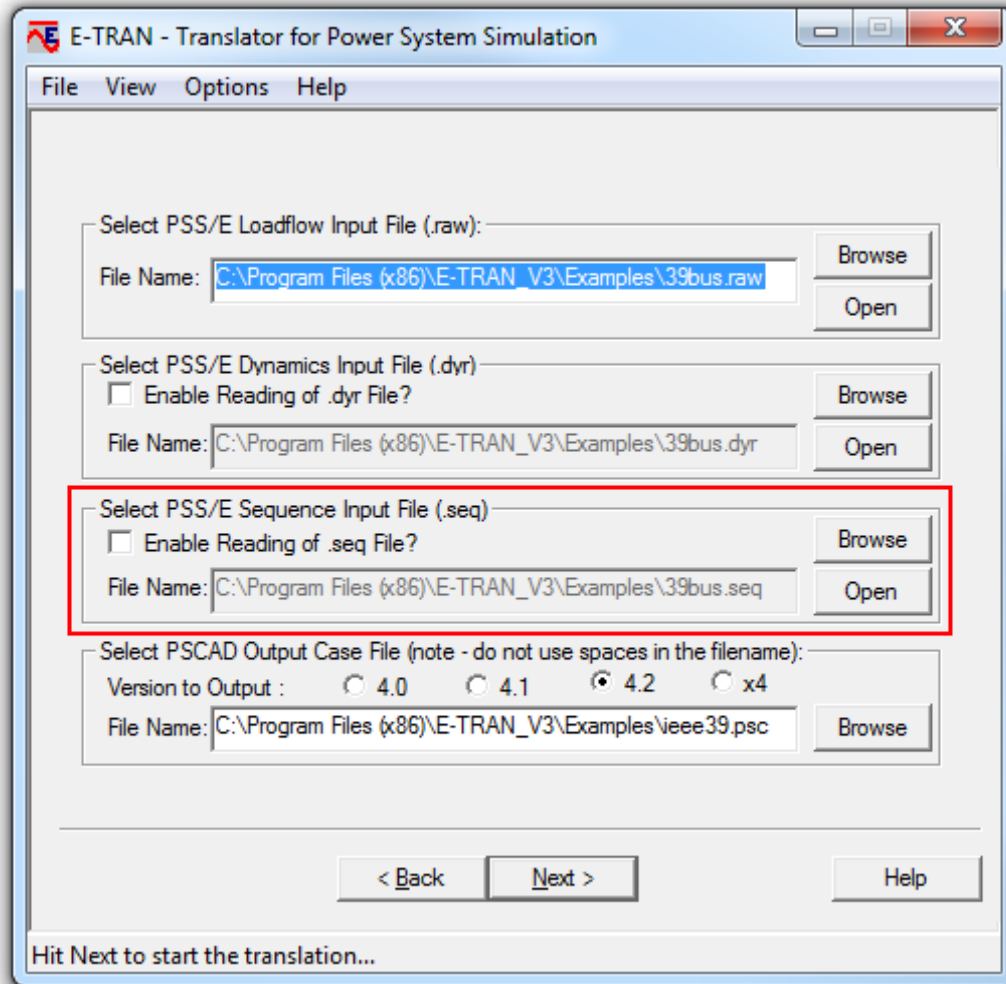 E-TRAN - Translator for Power System Simulation
File View Options Help
Select PSS/E Loadflow Input File (.raw):
File Name: C:\Program Files (x86)\E-TRAN_V3\Examples\39bus.raw
Browse
Open
Select PSS/E Dynamics Input File (.dyr)
Enable Reading of .dyr File?
Browse
File Name: C:\Program Files (x86)\E-TRAN_V3\Examples\39bus.dyr
Open
Select PSS/E Sequence Input File (.seq)
Enable Reading of .seq File?
Browse
File Name: C:\Program Files (x86)\E-TRAN_V3\Examples\39bus.seq
Open
Select PSCAD Output Case File (note - do not use spaces in the filename):
Version to Output : 4.0 4.1 4.2 x4
File Name: C:\Program Files (x86)\E-TRAN_V3\Examples\ieee39.psc
Browse
< Back Next > Help
Hit Next to start the translation...